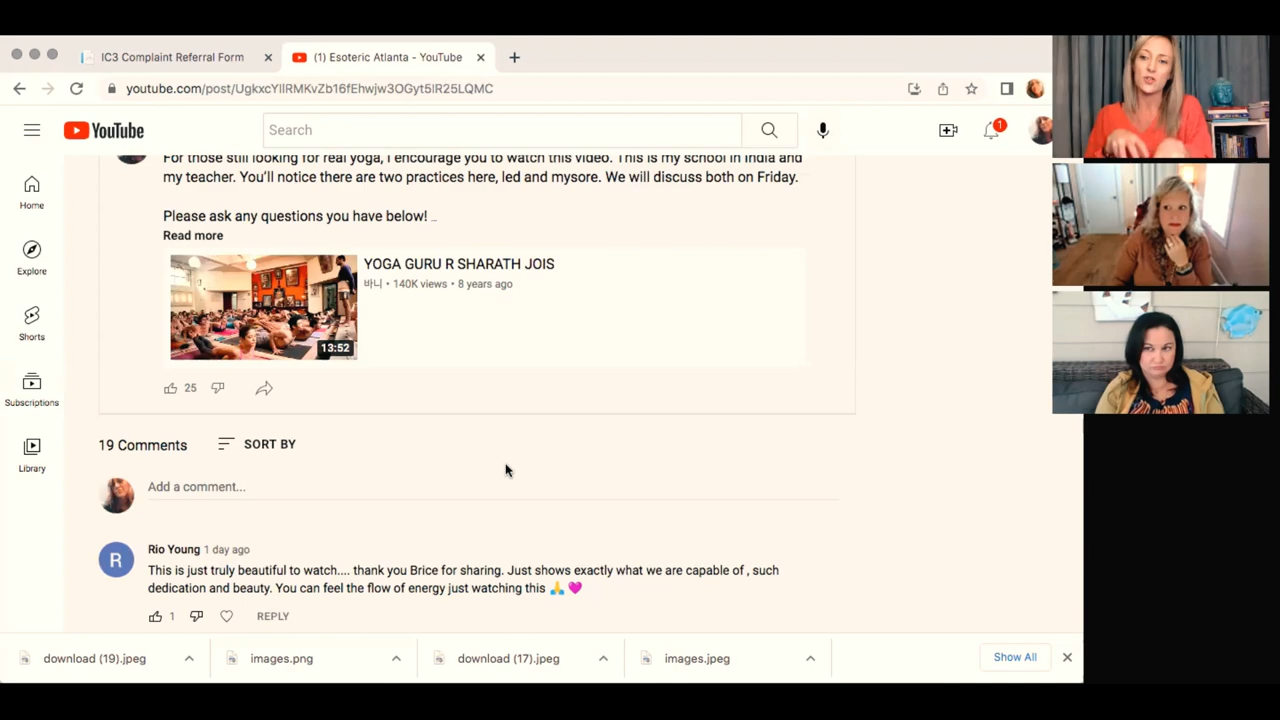 IC3 Complaint Referral Form
(1) Esoteric Atlanta - YouTube
youtube.com/post/UgkxcYIlRMKvZb16fEhwjw3OGyt5lR25LQMC
YouTube
Search
1
For those still looking for real yoga, I encourage you to watch this video. This is my school in India and
my teacher. You'll notice there are two practices here, led and mysore. We will discuss both on Friday.
Please ask any questions you have below! ...
Read more
YOGA GURU R SHARATH JOIS
바니 • 140K views • 8 years ago
13:52
25
Home
Explore
Shorts
Subscriptions
Library
19 Comments
SORT BY
Add a comment...
R
Rio Young 1 day ago
This is just truly beautiful to watch.... thank you Brice for sharing. Just shows exactly what we are capable of , such
dedication and beauty. You can feel the flow of energy just watching this 🙏 💗
1
REPLY
download (19).jpeg
images.png
download (17).jpeg
images.jpeg
Show All